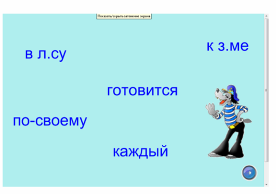 в л.су
к з.ме
готовится
по-своему
каждый